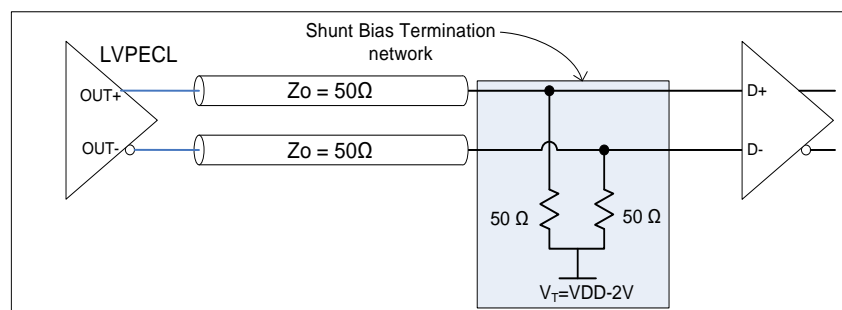 Shunt Bias Termination
network
LVPECL
OUT+
Zo = 50Ω
D+
OUT-
Zo = 50Ω
D-
50 Ω
50 Ω
VT=VDD-2V